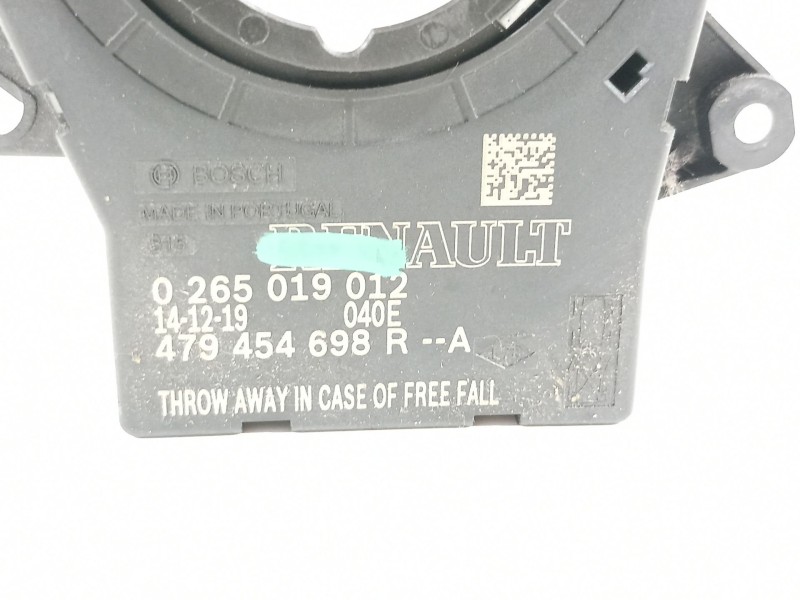 BOSCH
MADE IN PORTUGAL
RENAULT
0 265 019 012
14-12-19 040E
479 454 698 R --A
THROW AWAY IN CASE OF FREE FALL